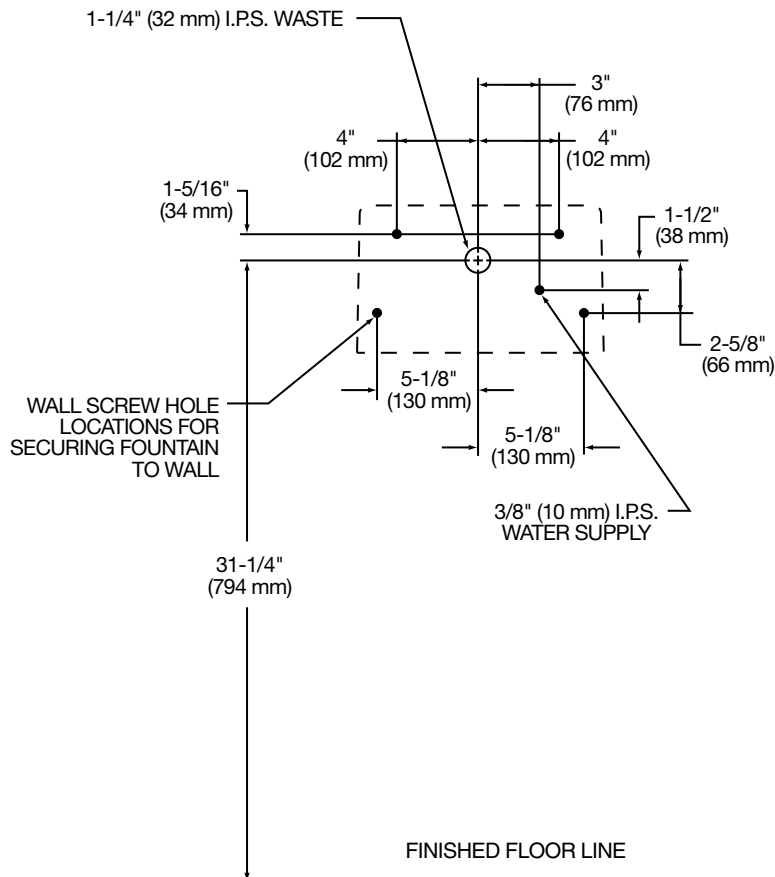 1-1/4" (32 mm) I.P.S. WASTE
3"
(76 mm)
4"
(102 mm)
4"
(102 mm)
1-5/16"
(34 mm)
1-1/2"
(38 mm)
2-5/8"
(66 mm)
5-1/8"
(130 mm)
WALL SCREW HOLE
LOCATIONS FOR
SECURING FOUNTAIN
TO WALL
5-1/8"
(130 mm)
3/8" (10 mm) I.P.S.
WATER SUPPLY
31-1/4"
(794 mm)
FINISHED FLOOR LINE